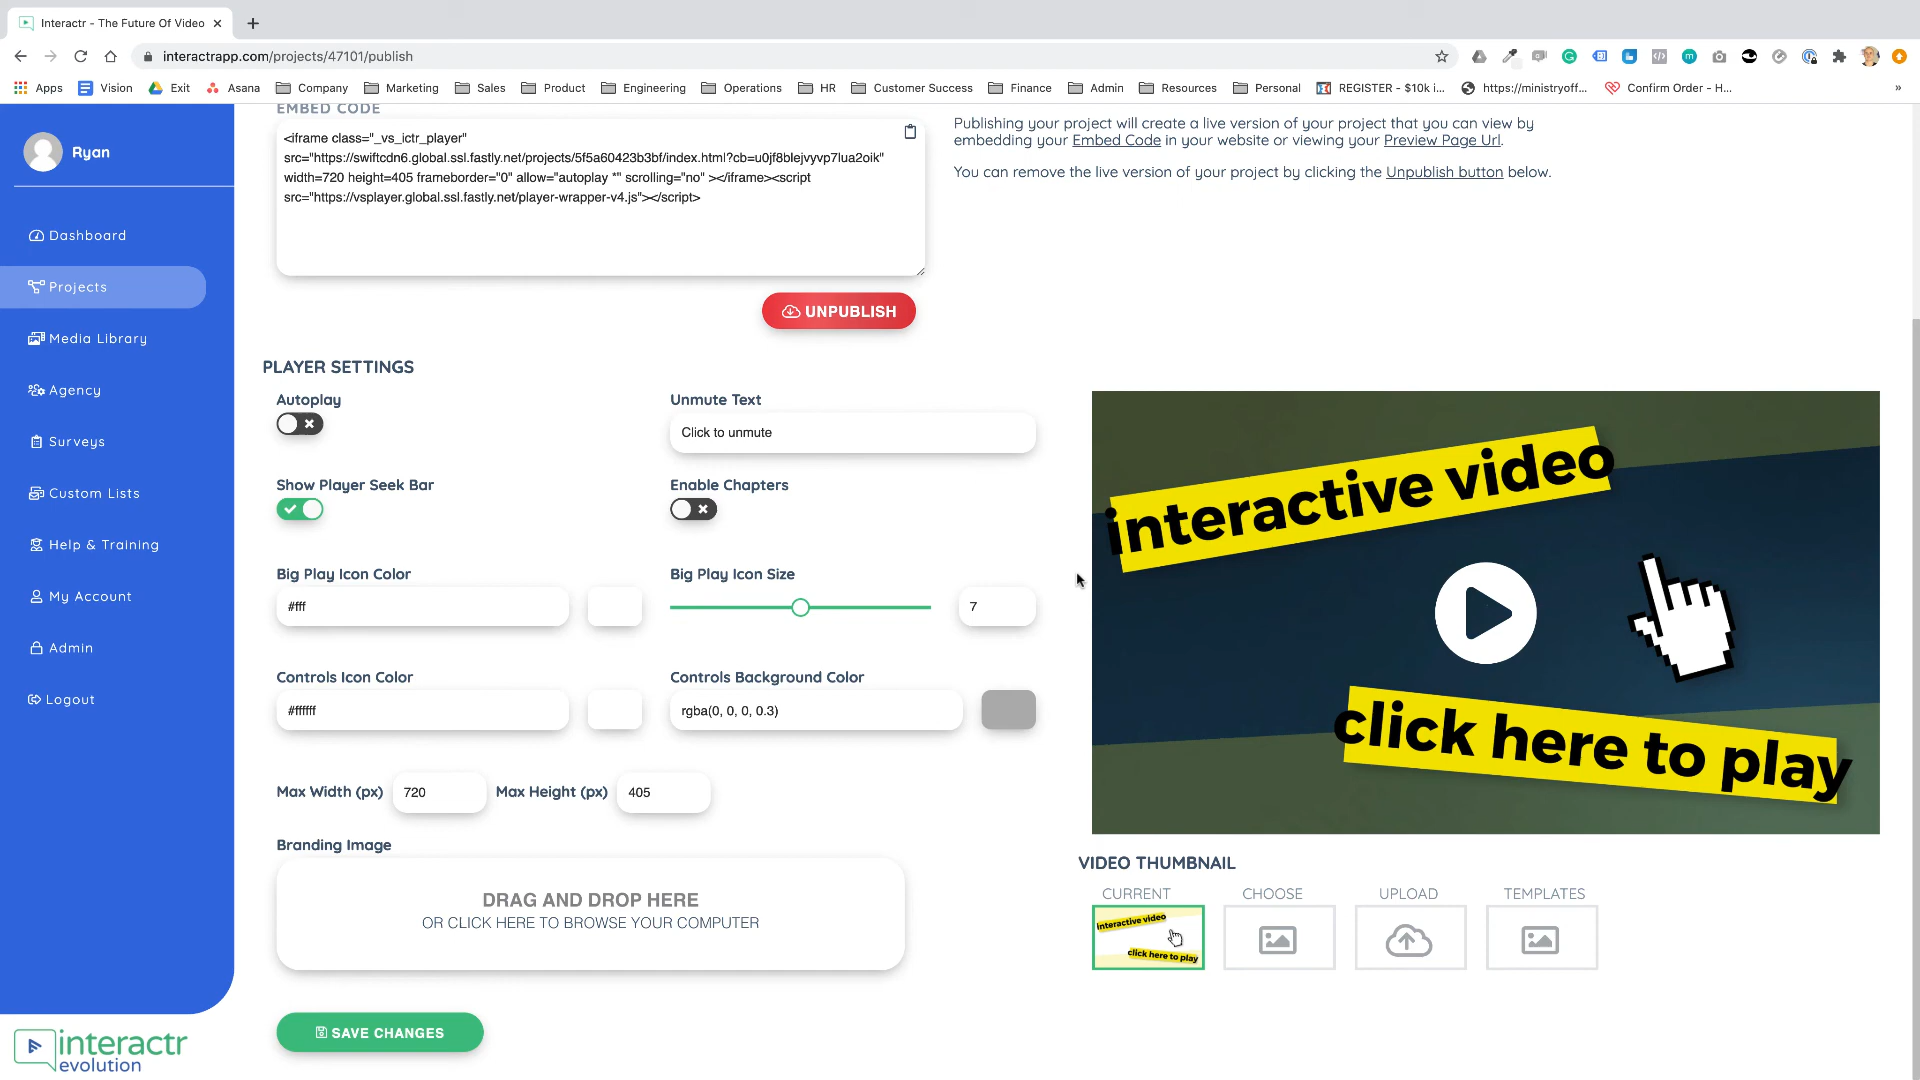 Interactr - The Future Of Video
interactrapp.com/projects/47101/publish
Apps Vision Exit Asana Company Marketing Sales Product Engineering Operations HR Customer Success Finance Admin Resources Personal REGISTER - $10k i... https://ministryoff... Confirm Order - H... »
Ryan
Dashboard
Projects
Media Library
Agency
Surveys
Custom Lists
Help & Training
My Account
Admin
Logout
interactr
evolution
EMBED CODE
<iframe class="_vs_ictr_player"
src="https://swiftcdn6.global.ssl.fastly.net/projects/5f5a60423b3bf/index.html?cb=u0jf8blejvyvp7lua2oik"
width=720 height=405 frameborder="0" allow="autoplay *" scrolling="no" ></iframe><script
src="https://vsplayer.global.ssl.fastly.net/player-wrapper-v4.js"></script>
UNPUBLISH
Publishing your project will create a live version of your project that you can view by
embedding your Embed Code in your website or viewing your Preview Page Url.
You can remove the live version of your project by clicking the Unpublish button below.
PLAYER SETTINGS
Autoplay
Unmute Text
Click to unmute
Show Player Seek Bar
Enable Chapters
Big Play Icon Color
#fff
Big Play Icon Size
7
Controls Icon Color
#ffffff
Controls Background Color
rgba(0, 0, 0, 0.3)
Max Width (px) 720 Max Height (px) 405
Branding Image
DRAG AND DROP HERE
OR CLICK HERE TO BROWSE YOUR COMPUTER
SAVE CHANGES
interactive video
click here to play
VIDEO THUMBNAIL
CURRENT CHOOSE UPLOAD TEMPLATES
interactive video
click here to play